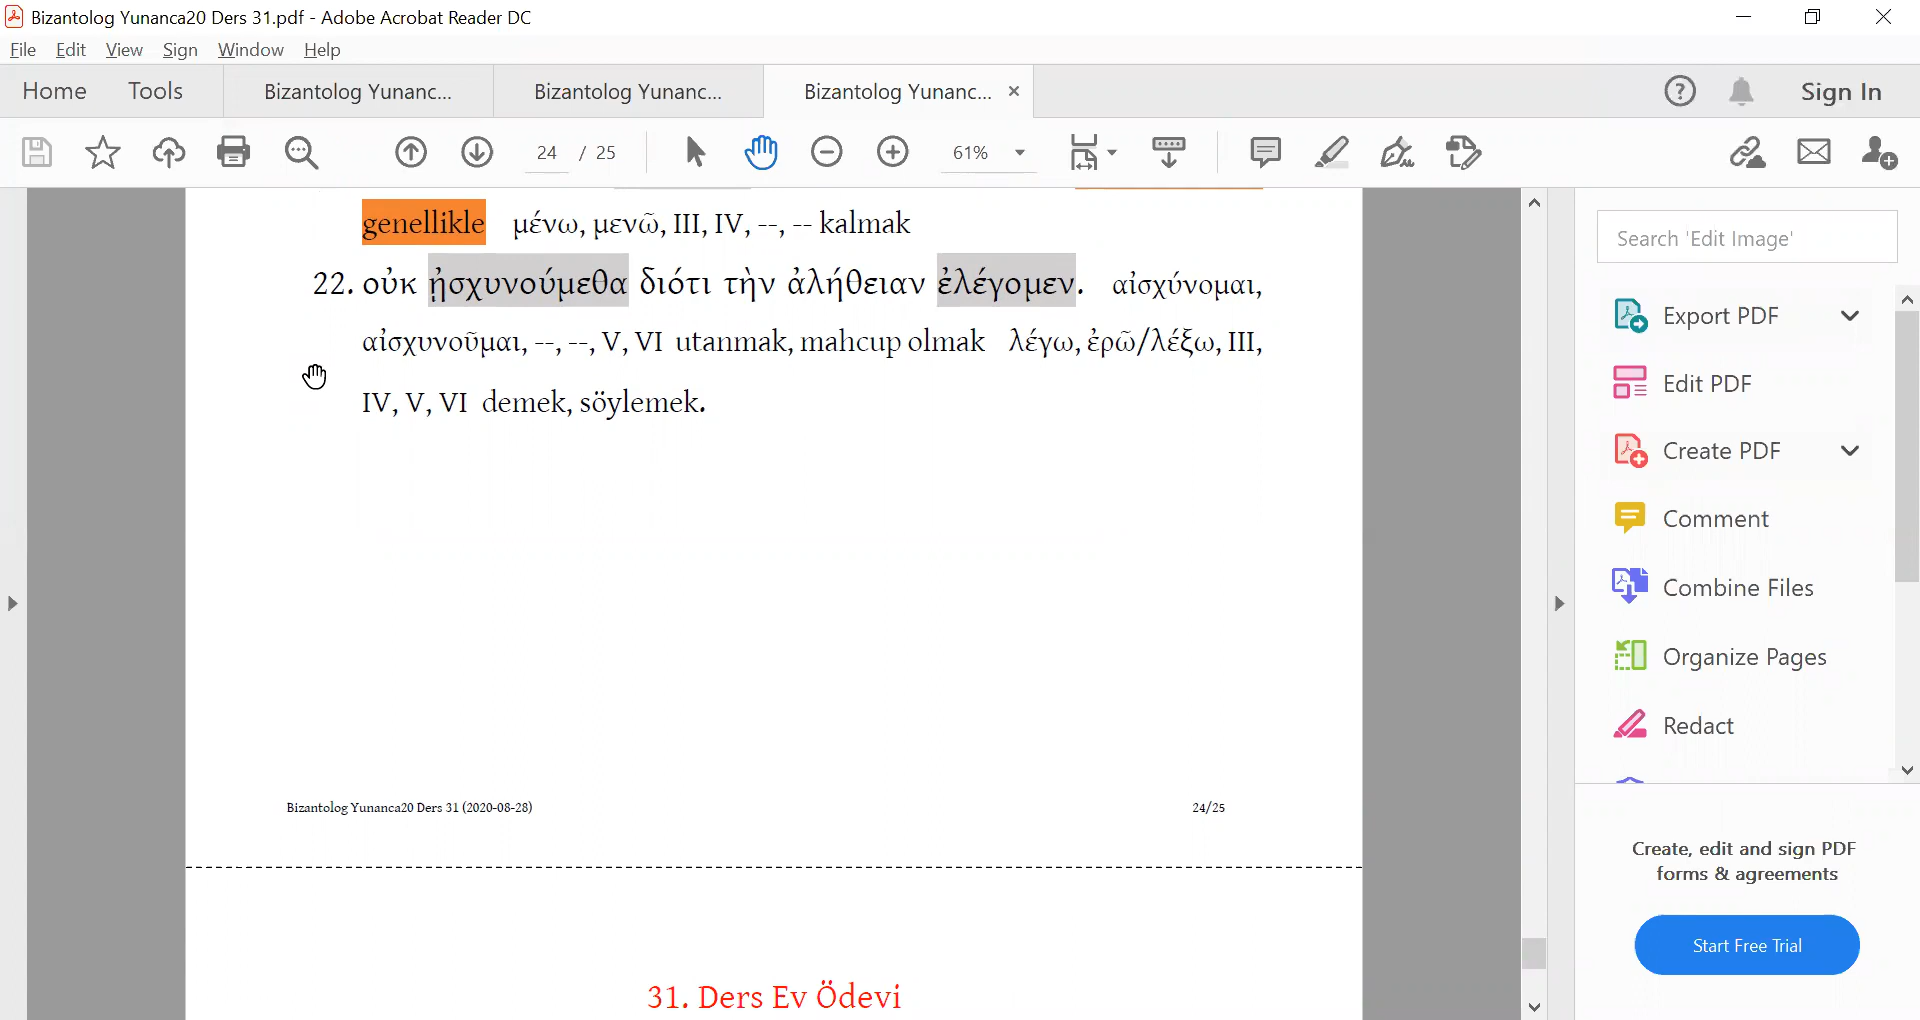 Bizantolog Yunanca20 Ders 31.pdf - Adobe Acrobat Reader DC
File Edit View Sign Window Help
Home Tools Bizantolog Yunanc... Bizantolog Yunanc... Bizantolog Yunanc... × Sign In
24 / 25 61%
genellikle μένω, μενῶ, III, IV, --, -- kalmak
22. οὐκ ᾐσχυνούμεθα διότι τὴν ἀλήθειαν ἐλέγομεν. αἰσχύνομαι,
αἰσχυνοῦμαι, --, --, V, VI utanmak, mahcup olmak λέγω, ἐρῶ/λέξω, III,
IV, V, VI demek, söylemek.
Bizantolog Yunanca20 Ders 31 (2020-08-28) 24/25
31. Ders Ev Ödevi
Search 'Edit Image'
Export PDF
Edit PDF
Create PDF
Comment
Combine Files
Organize Pages
Redact
Create, edit and sign PDF
forms & agreements
Start Free Trial